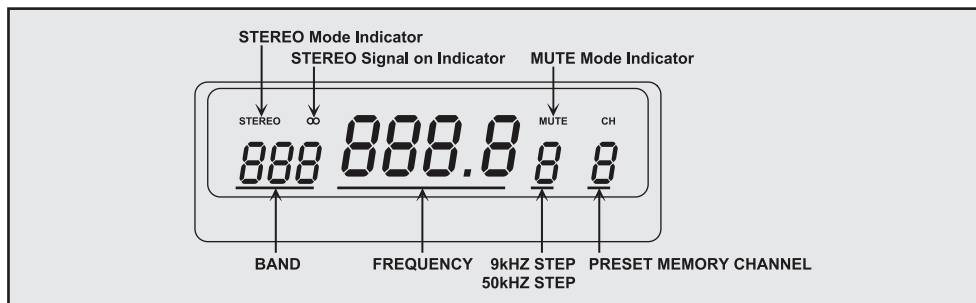 STEREO Mode Indicator
STEREO Signal on Indicator MUTE Mode Indicator
STEREO ꝏ MUTE CH
888 888.8 8 8
BAND FREQUENCY 9kHZ STEP PRESET MEMORY CHANNEL
50kHZ STEP